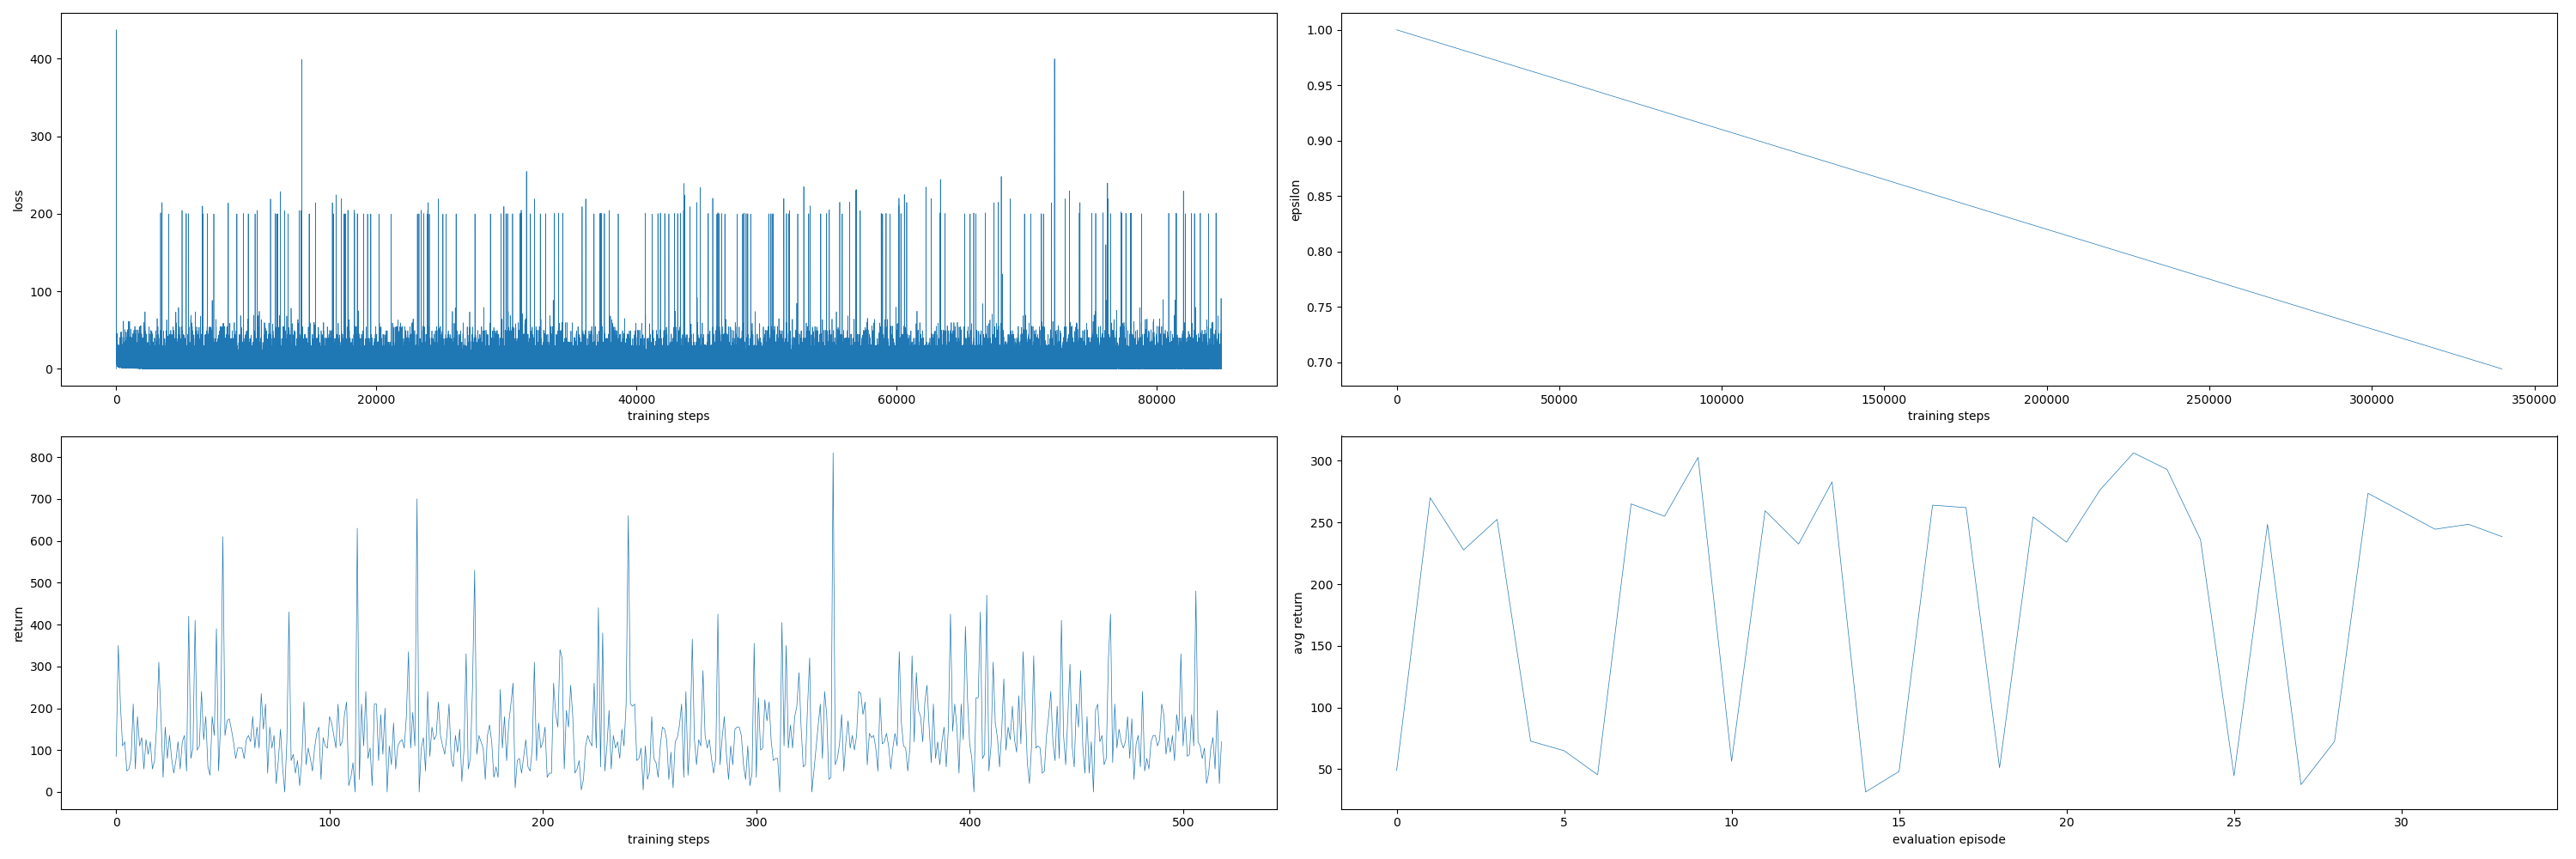 400
300
200
100
0
loss
0 20000 40000 60000 80000
training steps
1.00
0.95
0.90
0.85
0.80
0.75
0.70
epsilon
0 50000 100000 150000 200000 250000 300000 350000
training steps
800
700
600
500
400
300
200
100
0
return
0 100 200 300 400 500
training steps
300
250
200
150
100
50
avg return
0 5 10 15 20 25 30
evaluation episode